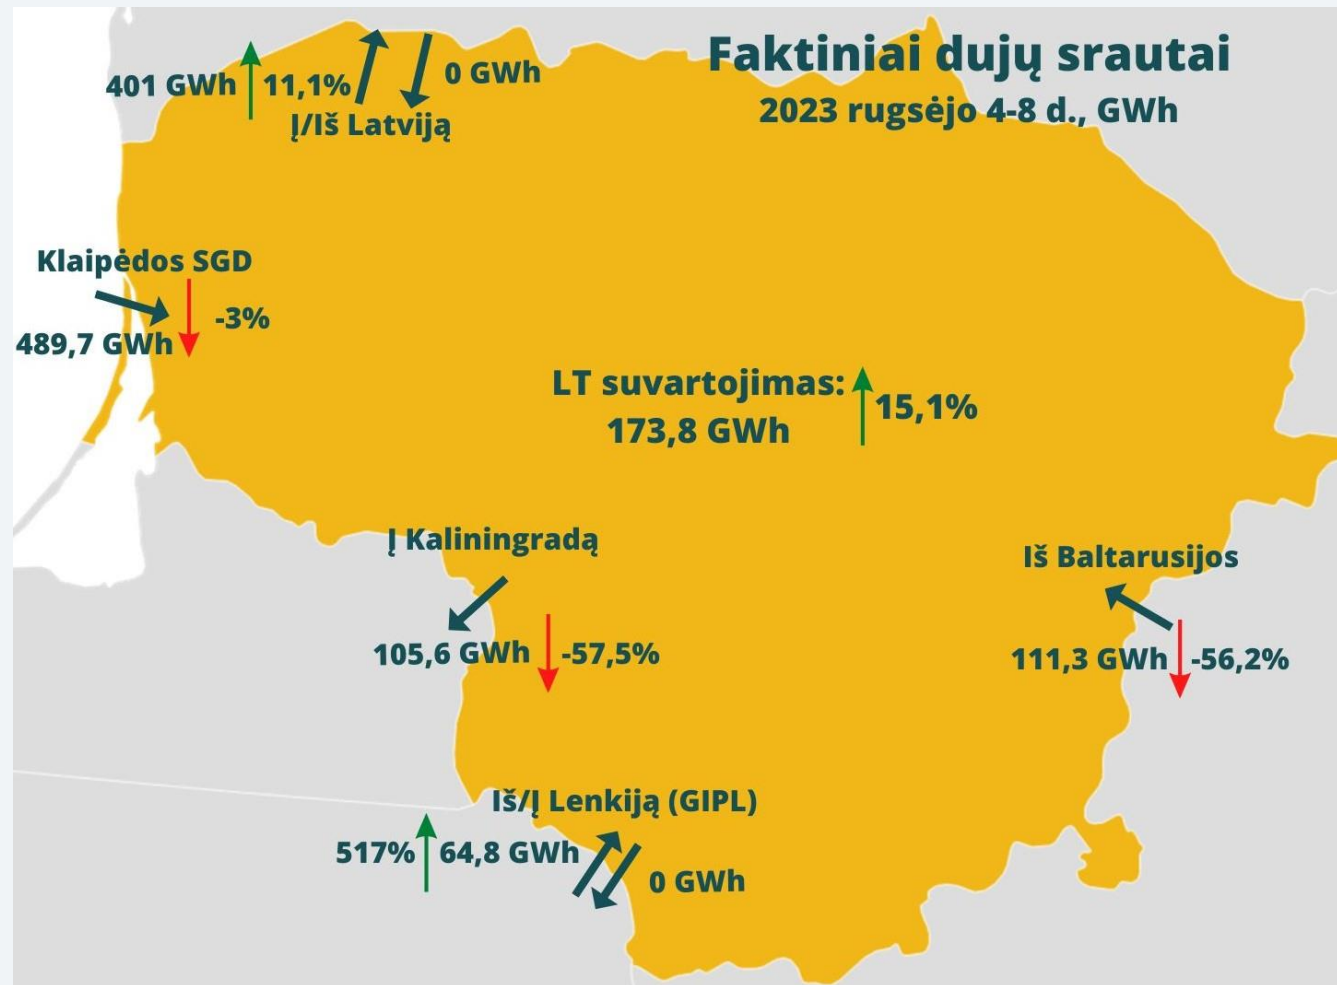 Faktiniai dujų srautai
2023 rugsėjo 4-8 d., GWh
401 GWh 11,1%
0 GWh
Į/Iš Latviją
Klaipėdos SGD
-3%
489,7 GWh
LT suvartojimas:
173,8 GWh
15,1%
Į Kaliningradą
105,6 GWh -57,5%
Iš Baltarusijos
111,3 GWh -56,2%
Iš/Į Lenkiją (GIPL)
517% 64,8 GWh
0 GWh